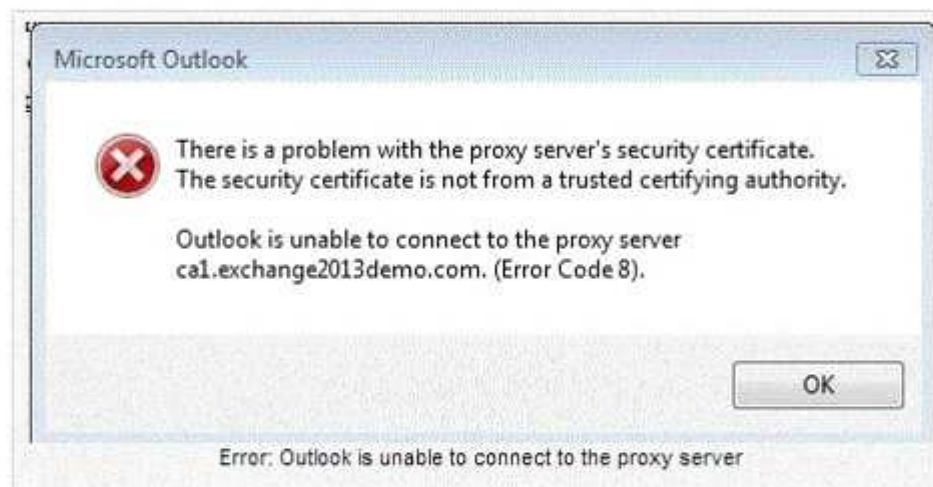 Microsoft Outlook
There is a problem with the proxy server's security certificate.
The security certificate is not from a trusted certifying authority.
Outlook is unable to connect to the proxy server
ca1.exchange2013demo.com. (Error Code 8).
OK
Error: Outlook is unable to connect to the proxy server